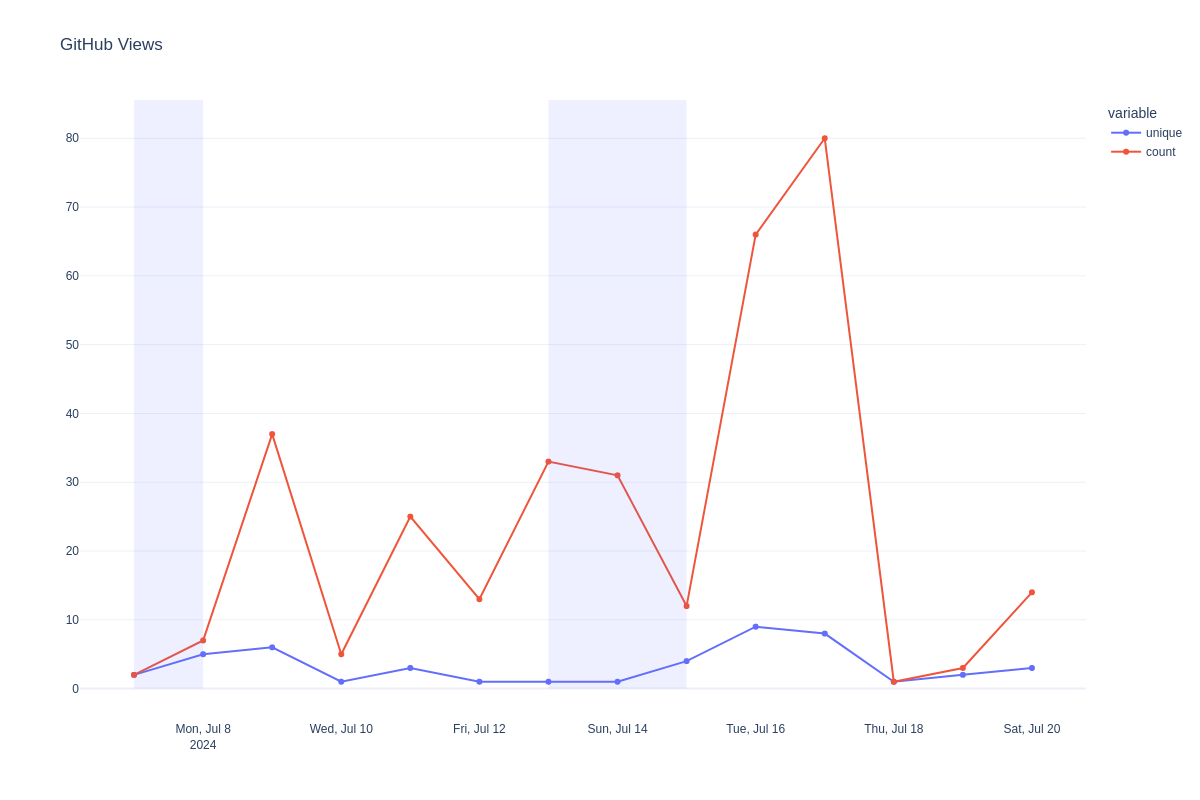 GitHub Views
variable
unique
count
80
70
60
50
40
30
20
10
0
Mon, Jul 8
2024
Wed, Jul 10
Fri, Jul 12
Sun, Jul 14
Tue, Jul 16
Thu, Jul 18
Sat, Jul 20